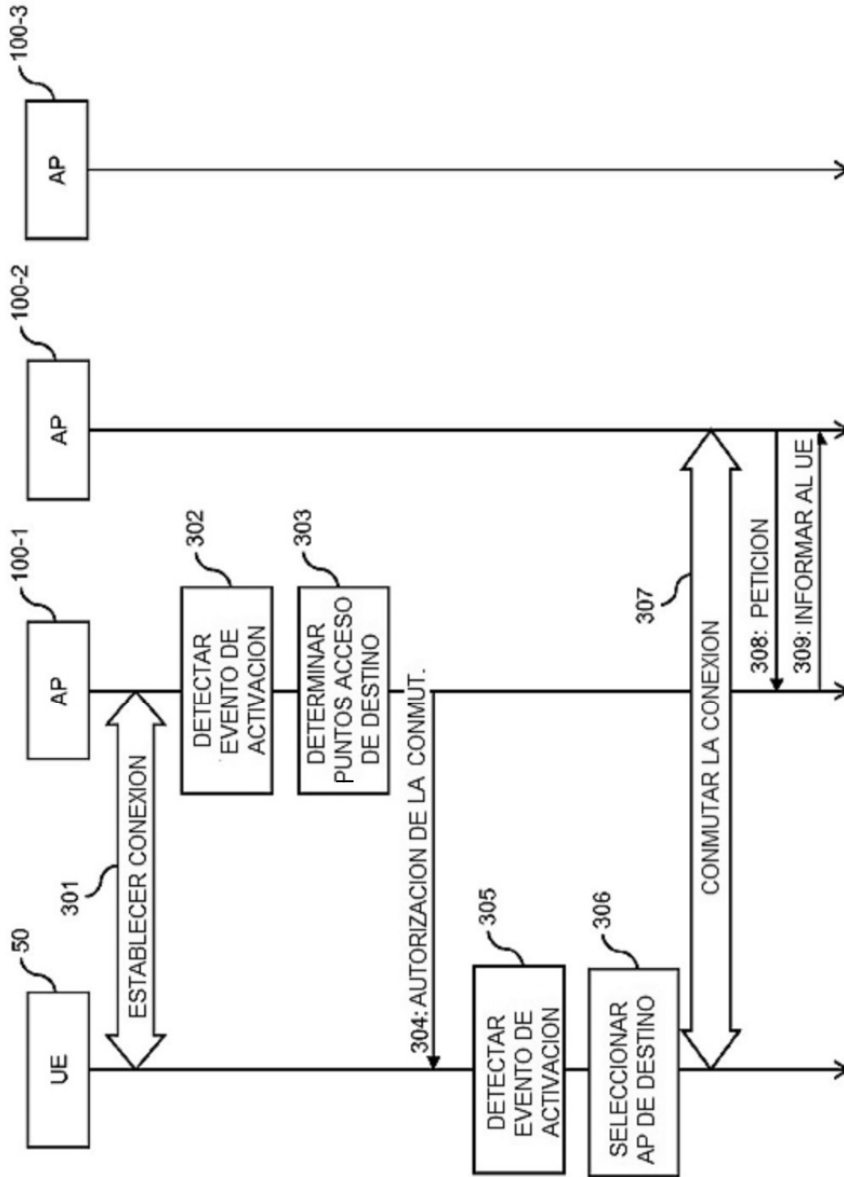 50
100-1
100-2
100-3
UE
AP
AP
AP
301
ESTABLECER CONEXION
302
DETECTAR
EVENTO DE
ACTIVACION
303
DETERMINAR
PUNTOS ACCESO
DE DESTINO
304: AUTORIZACION DE LA CONMUT.
305
DETECTAR
EVENTO DE
ACTIVACION
306
SELECCIONAR
AP DE DESTINO
307
CONMUTAR LA CONEXION
308: PETICION
309: INFORMAR AL UE